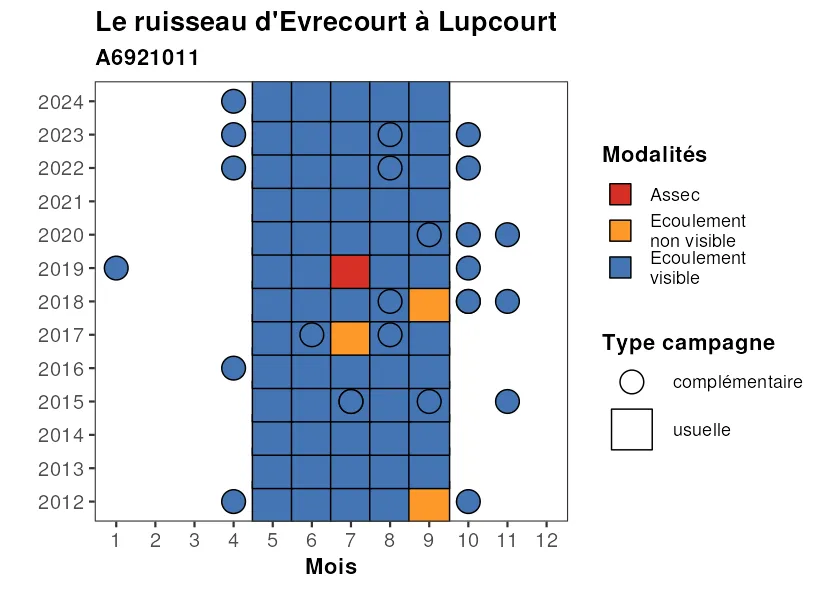 Le ruisseau d'Evrecourt à Lupcourt
A6921011
2024
2023
2022
2021
2020
2019
2018
2017
2016
2015
2014
2013
2012
1 2 3 4 5 6 7 8 9 10 11 12
Mois
Modalités
Assec
Ecoulement
non visible
Ecoulement
visible
Type campagne
complémentaire
usuelle